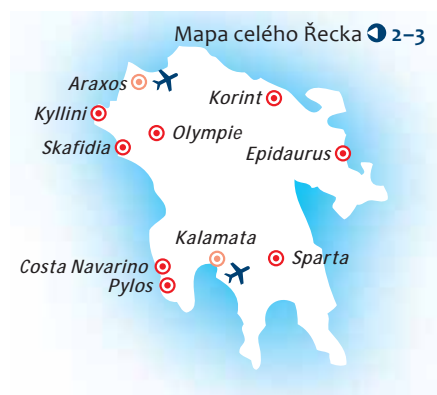 Mapa celého Řecka 2–3
Araxos
Korint
Kyllini
Olympie
Skafidia
Epidaurus
Kalamata
Costa Navarino
Sparta
Pylos